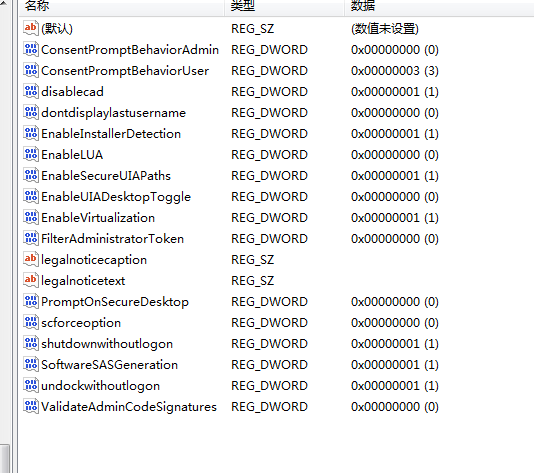 名称 类型 数据
(默认) REG_SZ (数值未设置)
ConsentPromptBehaviorAdmin REG_DWORD 0x00000000 (0)
ConsentPromptBehaviorUser REG_DWORD 0x00000003 (3)
disablecad REG_DWORD 0x00000001 (1)
dontdisplaylastusername REG_DWORD 0x00000000 (0)
EnableInstallerDetection REG_DWORD 0x00000001 (1)
EnableLUA REG_DWORD 0x00000000 (0)
EnableSecureUIAPaths REG_DWORD 0x00000001 (1)
EnableUIADesktopToggle REG_DWORD 0x00000000 (0)
EnableVirtualization REG_DWORD 0x00000001 (1)
FilterAdministratorToken REG_DWORD 0x00000000 (0)
legalnoticecaption REG_SZ
legalnoticetext REG_SZ
PromptOnSecureDesktop REG_DWORD 0x00000000 (0)
scforceoption REG_DWORD 0x00000000 (0)
shutdownwithoutlogon REG_DWORD 0x00000001 (1)
SoftwareSASGeneration REG_DWORD 0x00000001 (1)
undockwithoutlogon REG_DWORD 0x00000001 (1)
ValidateAdminCodeSignatures REG_DWORD 0x00000000 (0)